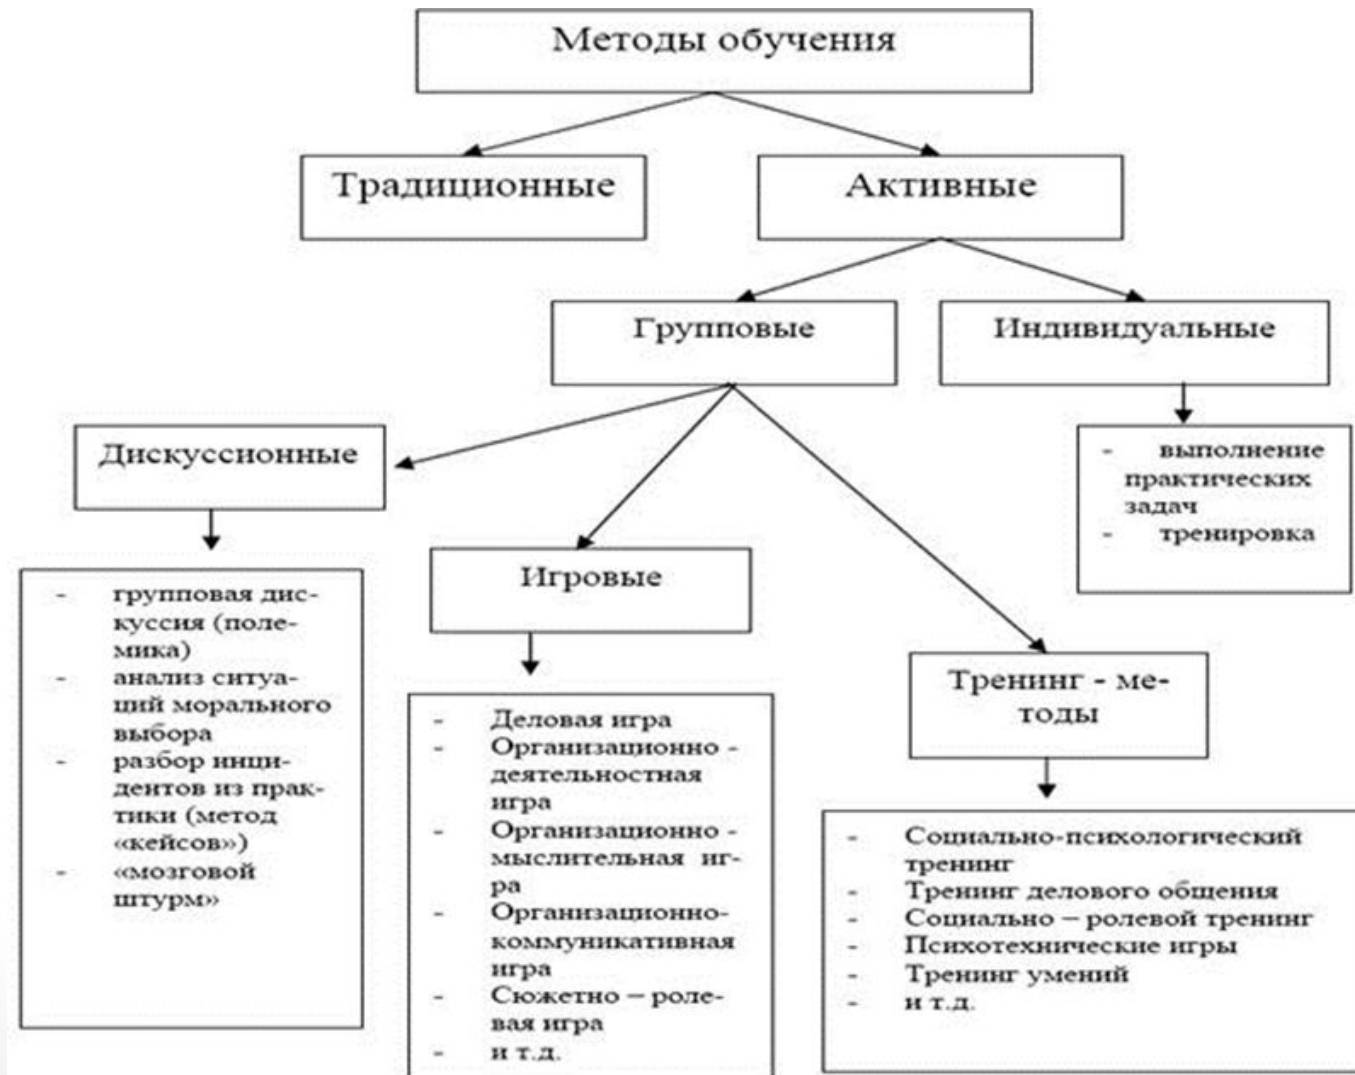 Методы обучения
Традиционные
Активные
Групповые
Индивидуальные
- выполнение
практических
задач
- тренировка
Дискуссионные
- групповая дис-
куссия (поле-
мика)
- анализ ситуа-
ций морального
выбора
- разбор инци-
дентов из прак-
тики (метод
«кейсов»)
- «мозговой
штурм»
Игровые
- Деловая игра
- Организационно -
деятельностная
игра
- Организационно -
мыслительная иг-
ра
- Организационно-
коммуникативная
игра
- Сюжетно – роле-
вая игра
- и т.д.
Тренинг - ме-
тоды
- Социально-психологический
тренинг
- Тренинг делового общения
- Социально – ролевой тренинг
- Психотехнические игры
- Тренинг умений
- и т.д.